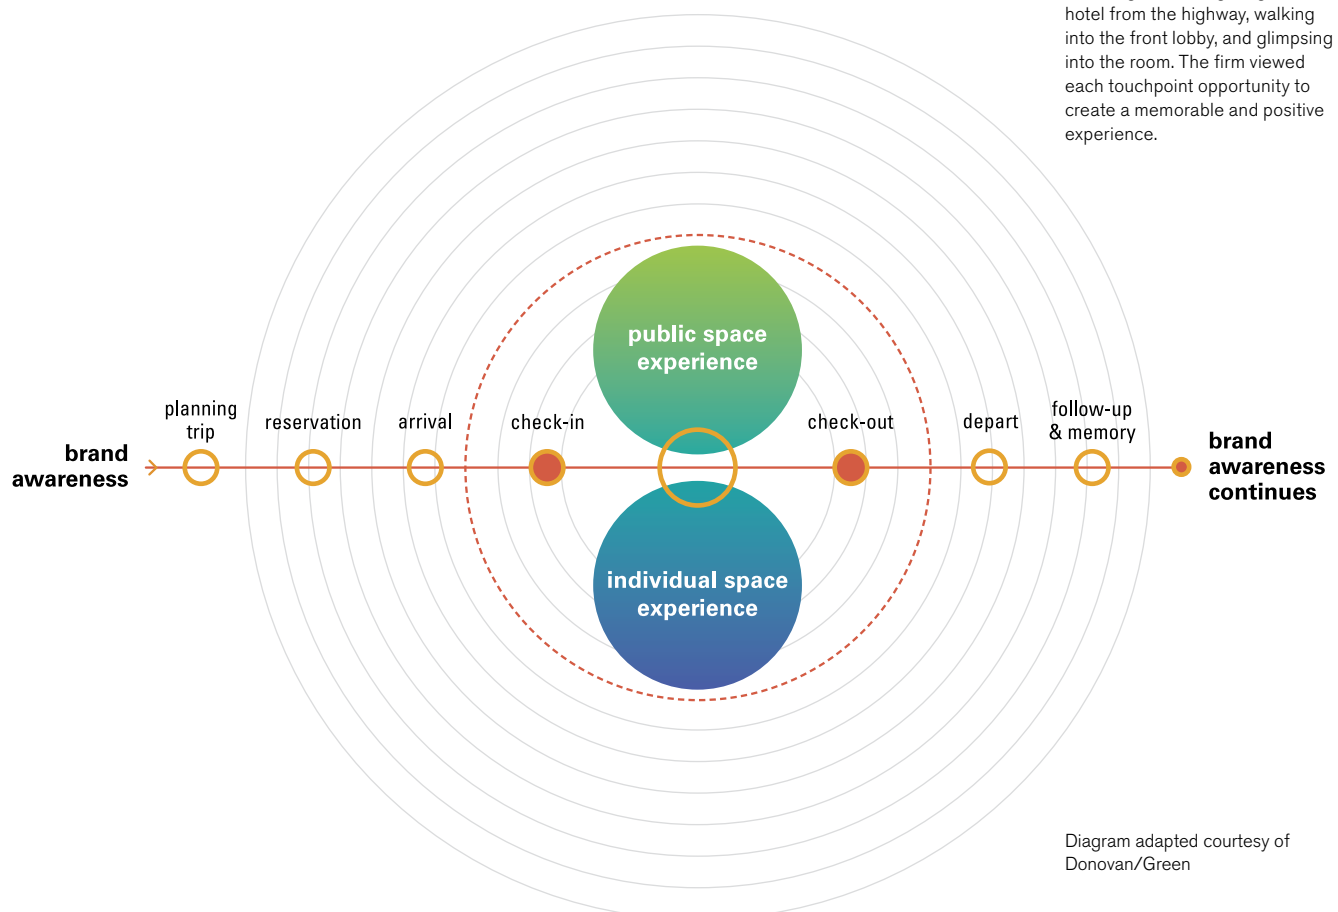 hotel from the highway, walking
into the front lobby, and glimpsing
into the room. The firm viewed
each touchpoint opportunity to
create a memorable and positive
experience.
public space
experience
planning
trip
reservation
arrival
check-in
check-out
depart
follow-up
& memory
brand
awareness
brand
awareness
continues
individual space
experience
Diagram adapted courtesy of
Donovan/Green